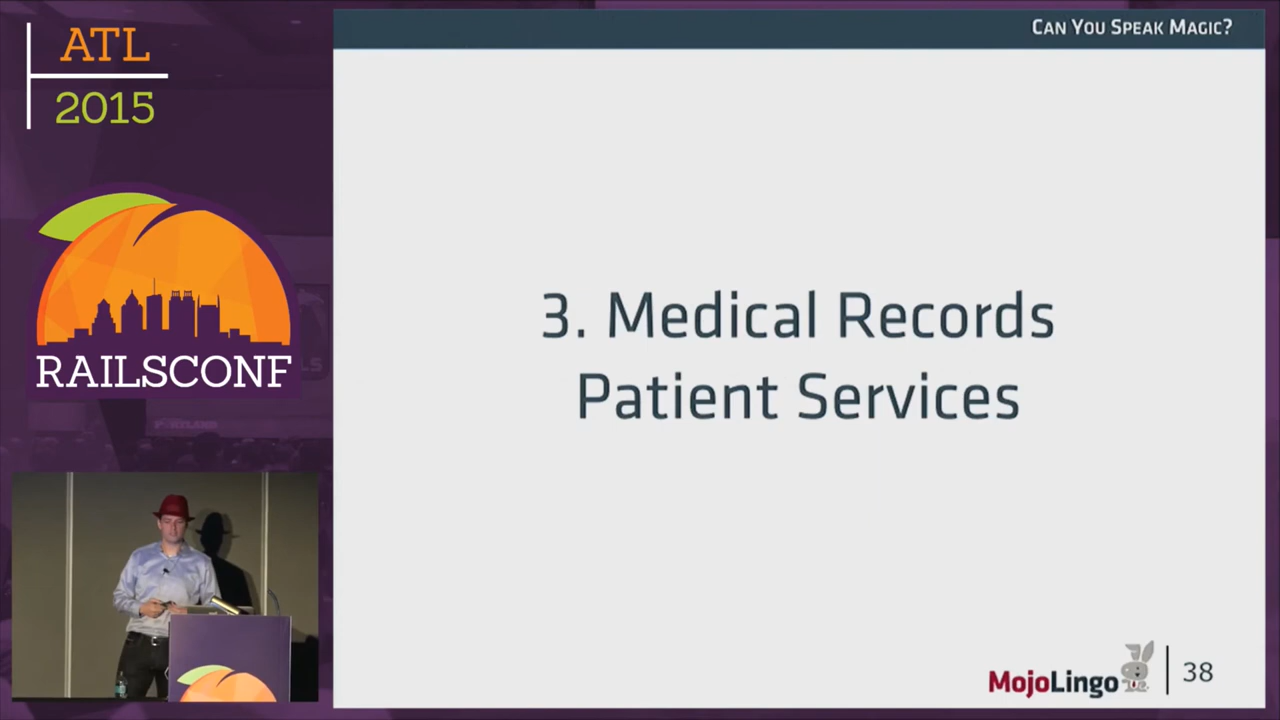 ATL
2015
RAILSCONF
CAN YOU SPEAK MAGIC?
3. Medical Records
Patient Services
MojoLingo
38